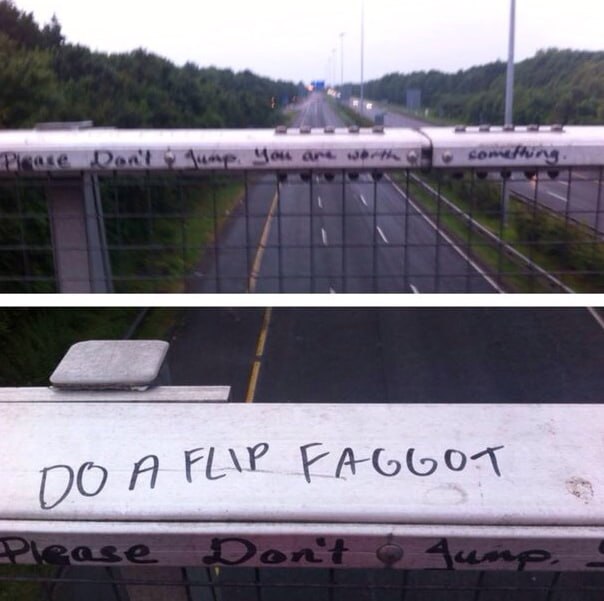 Please Don't Jump. You are worth something.
DO A FLIP FAGGOT
Please Don't Jump.